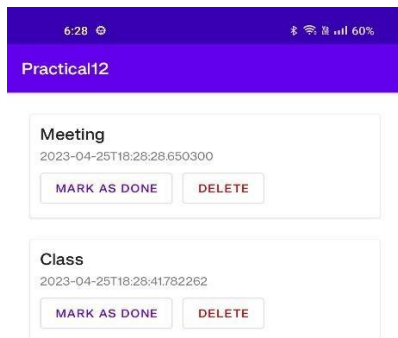 6:28 60%
Practical12
Meeting
2023-04-25T18:28:28.650300
MARK AS DONE DELETE
Class
2023-04-25T18:28:41.782262
MARK AS DONE DELETE